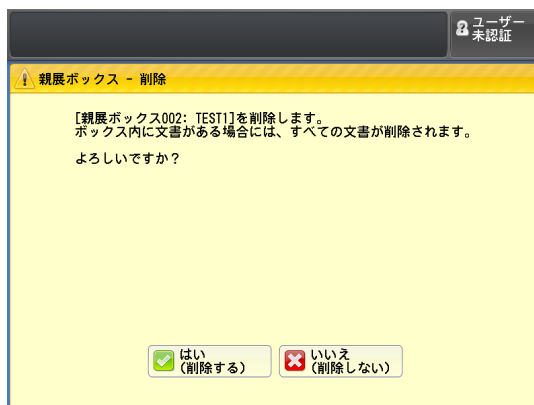 ユーザー
未認証
親展ボックス - 削除
[親展ボックス002: TEST1]を削除します。
ボックス内に文書がある場合には、すべての文書が削除されます。
よろしいですか？
はい
(削除する)
いいえ
(削除しない)